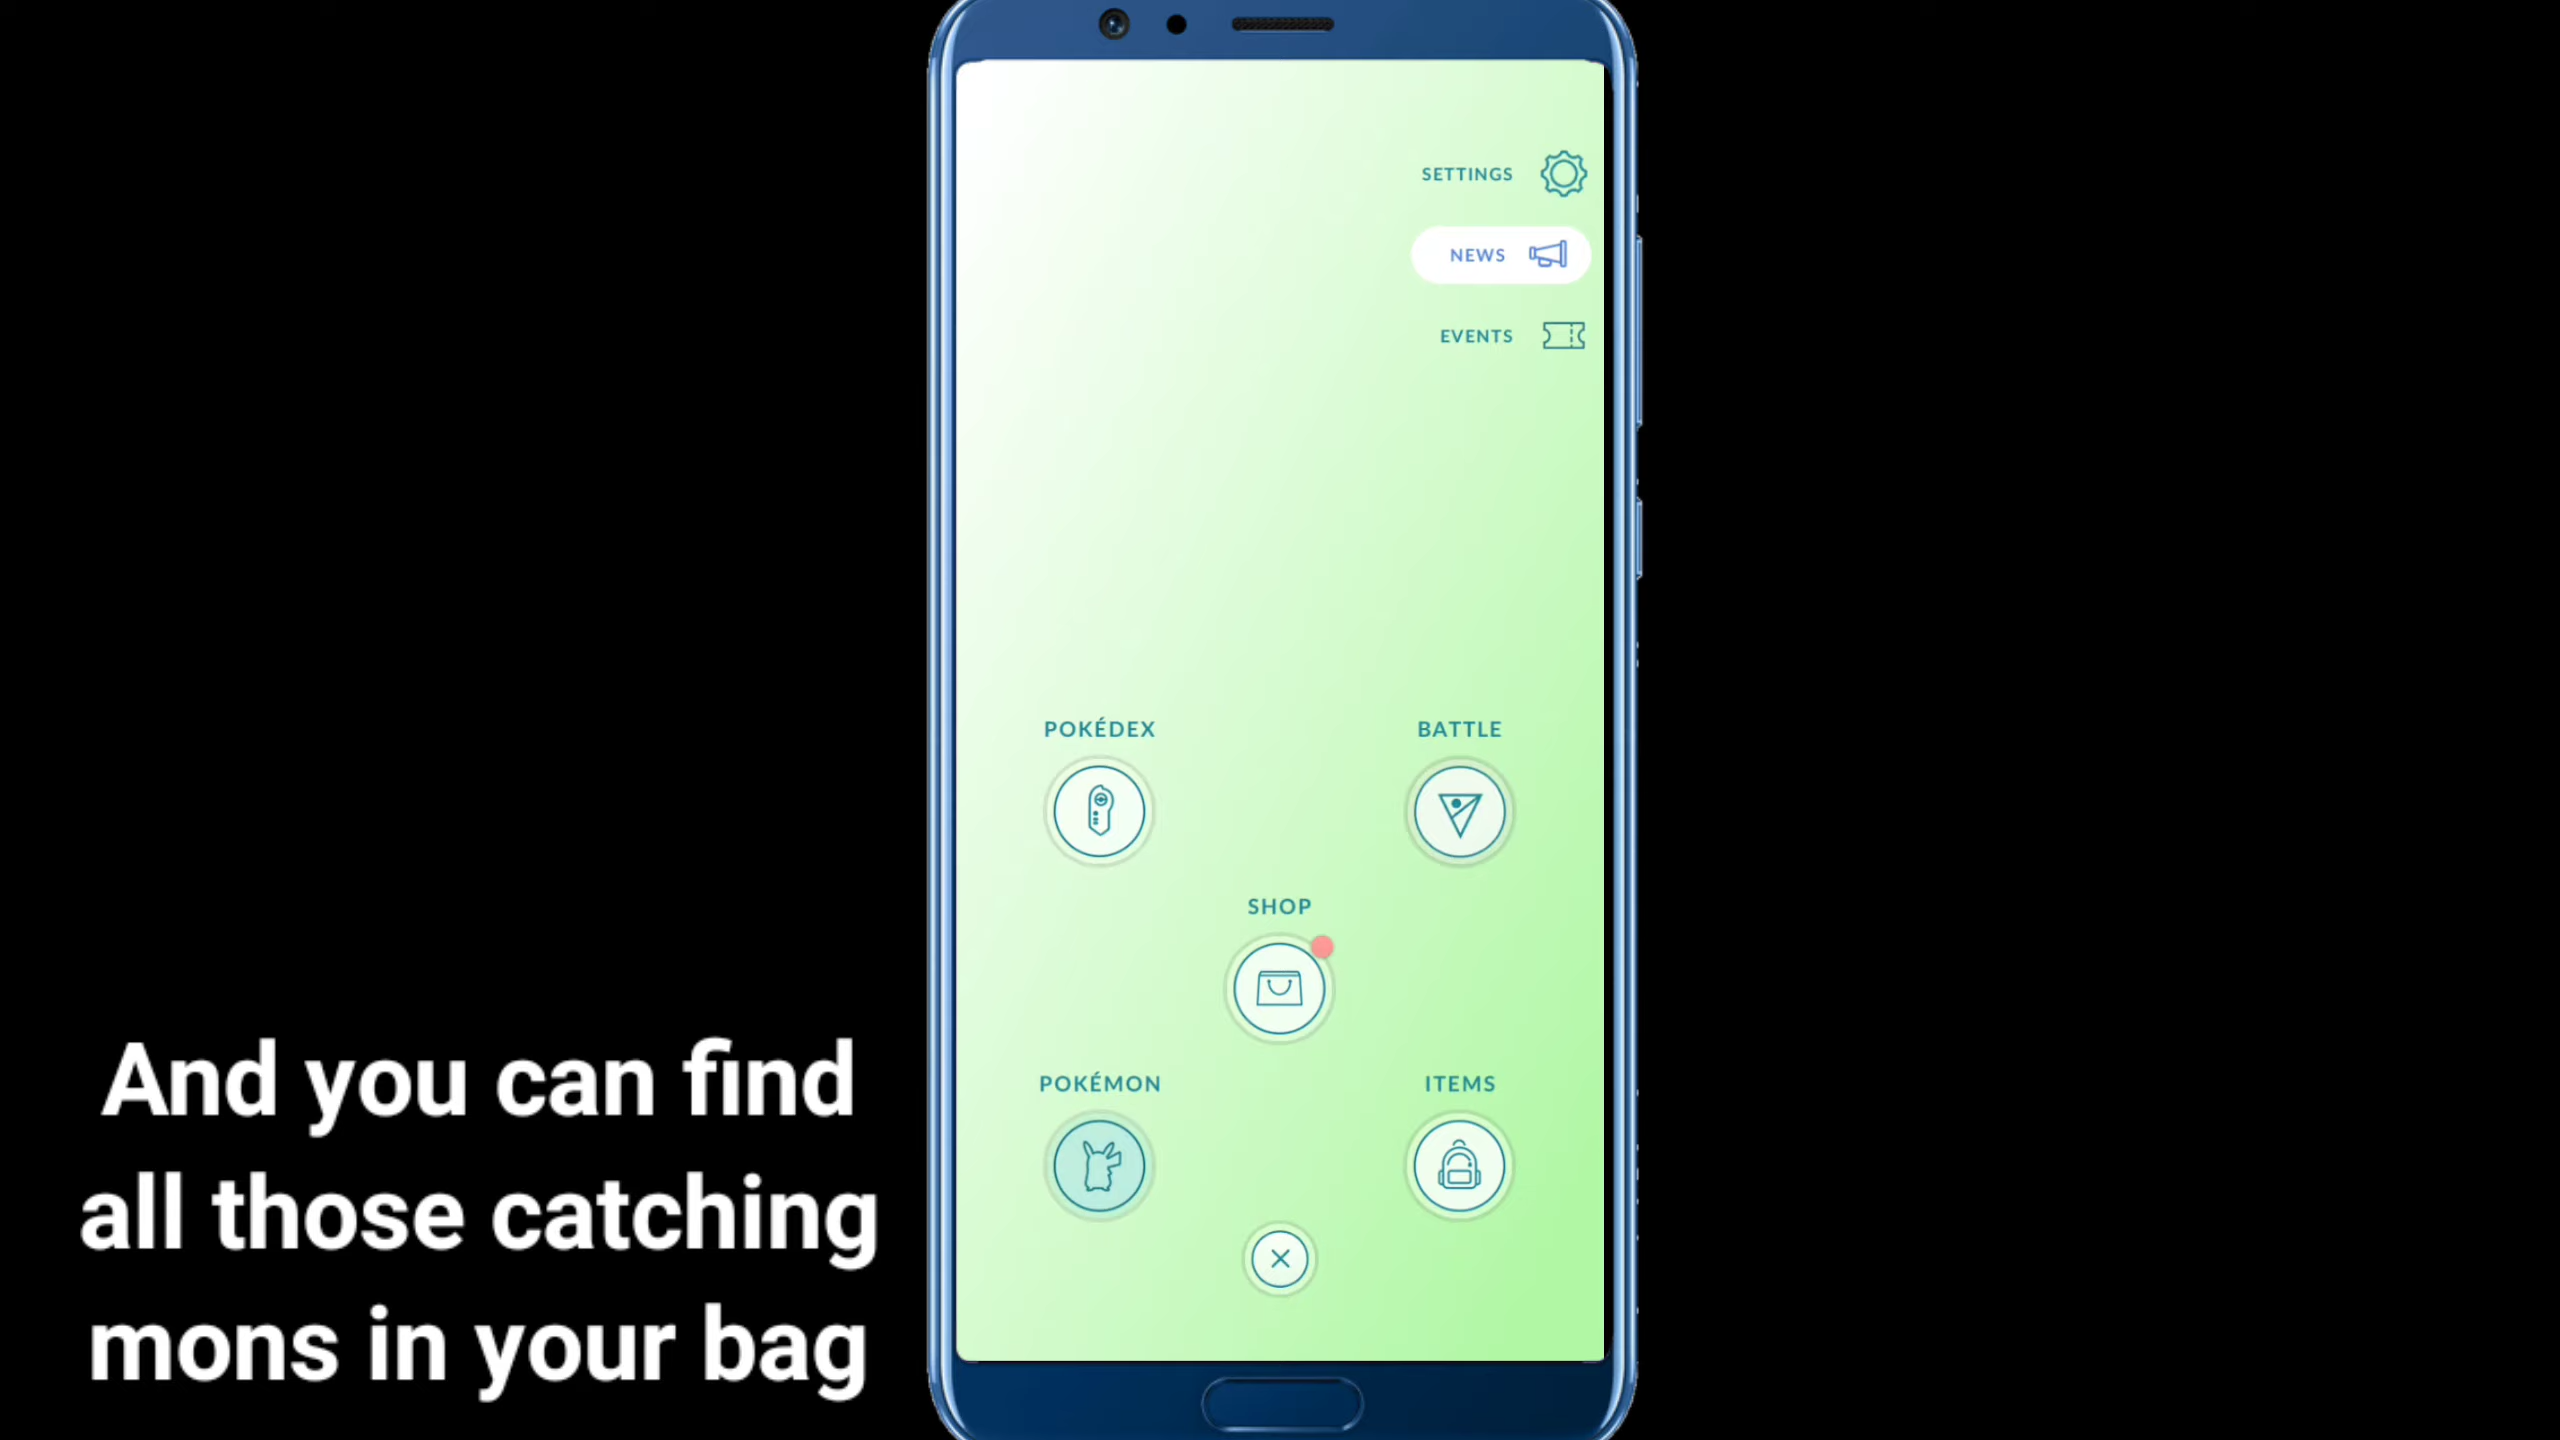 SETTINGS
NEWS
EVENTS
POKÉDEX
BATTLE
SHOP
POKÉMON
ITEMS
And you can find
all those catching
mons in your bag